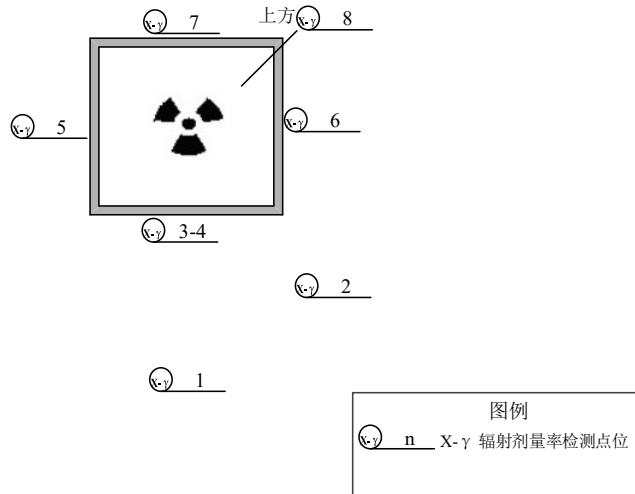 X-γ 7
上方 X-γ 8
X-γ 5
X-γ 6
X-γ 3-4
X-γ 2
X-γ 1
图例
X-γ n X-γ 辐射剂量率检测点位